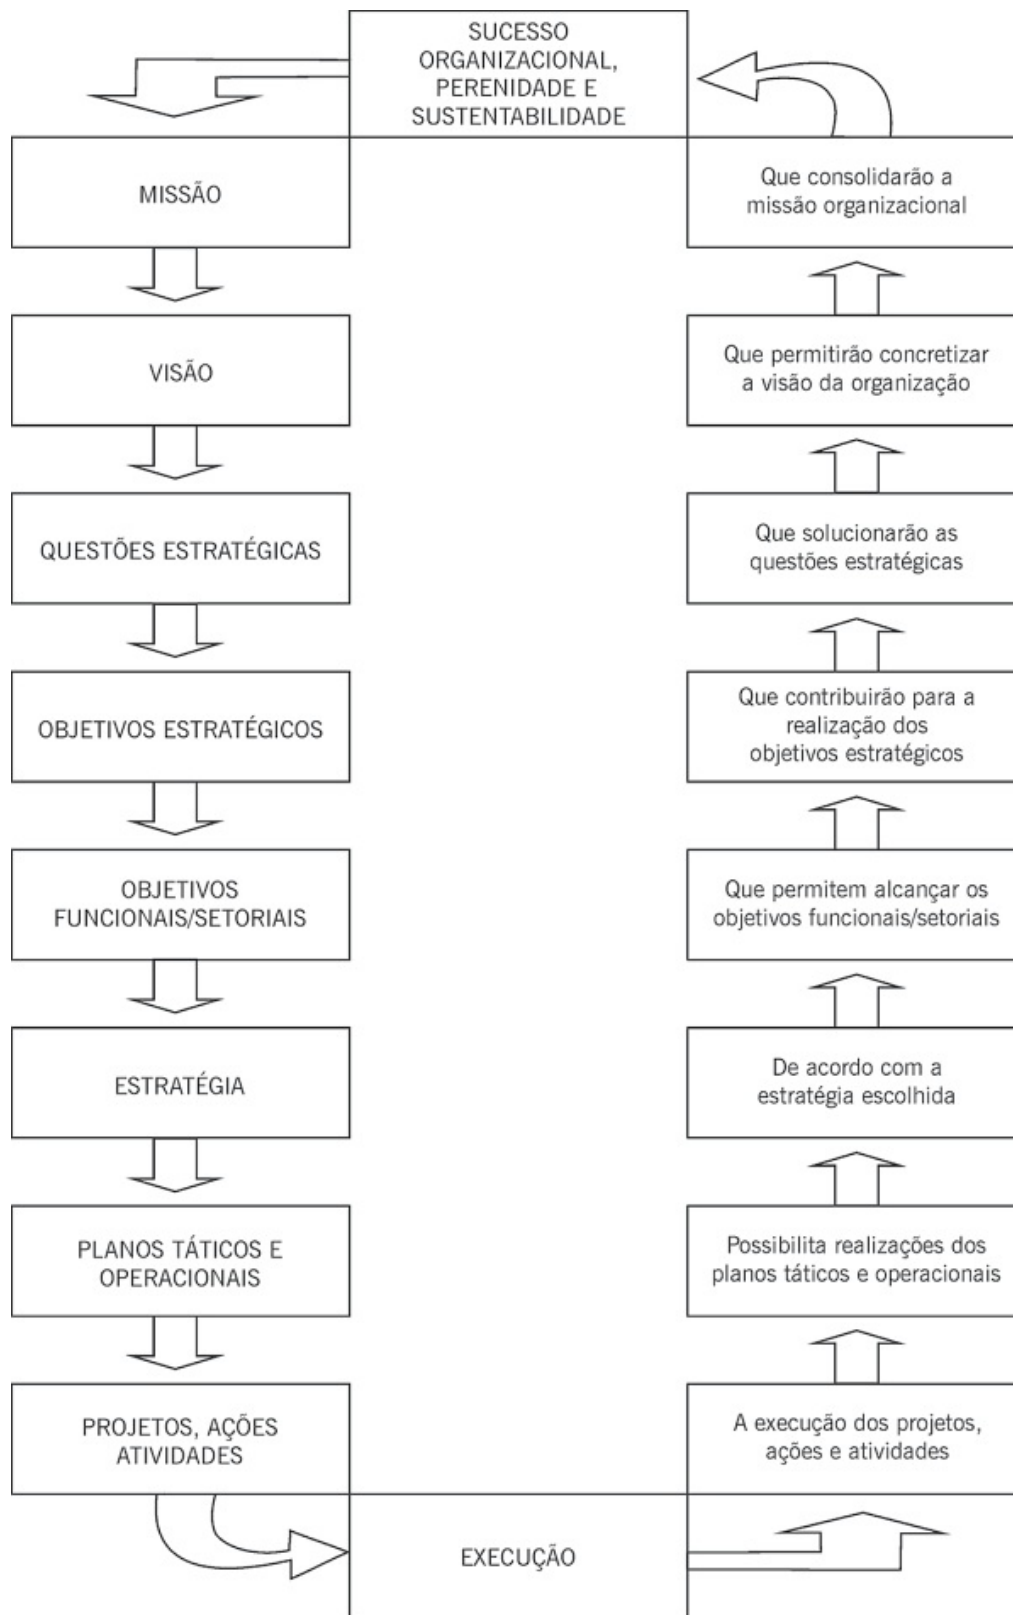 SUCESSO
ORGANIZACIONAL,
PERENIDADE E
SUSTENTABILIDADE
MISSÃO
Que consolidarão a
missão organizacional
VISÃO
Que permitirão concretizar
a visão da organização
QUESTÕES ESTRATÉGICAS
Que solucionarão as
questões estratégicas
OBJETIVOS ESTRATÉGICOS
Que contribuirão para a
realização dos
objetivos estratégicos
OBJETIVOS
FUNCIONAIS/SETORIAIS
Que permitem alcançar os
objetivos funcionais/setoriais
ESTRATÉGIA
De acordo com a
estratégia escolhida
PLANOS TÁTICOS E
OPERACIONAIS
Possibilita realizações dos
planos táticos e operacionais
PROJETOS, AÇÕES
ATIVIDADES
A execução dos projetos,
ações e atividades
EXECUÇÃO